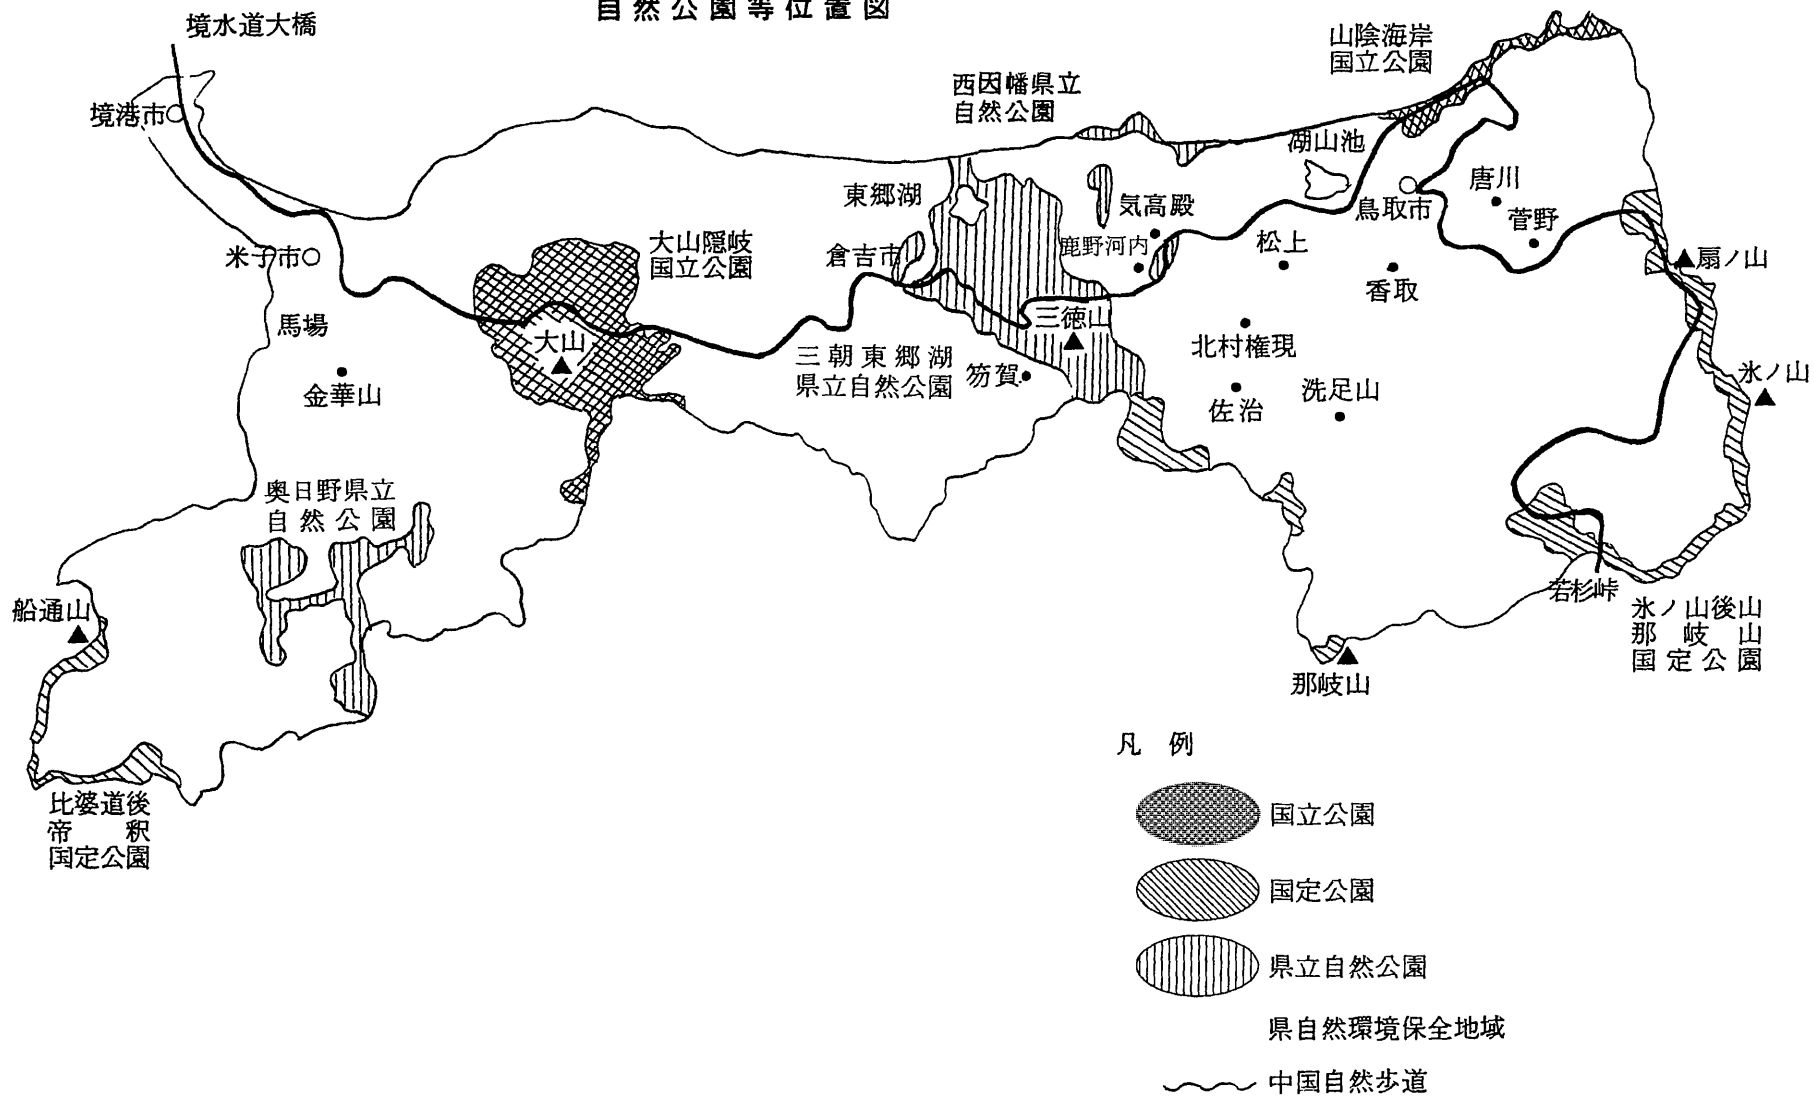 自然公園等位置図
境水道大橋
山陰海岸
国立公園
西因幡県立
自然公園
境港市
湖山池
東郷湖
気高殿
鳥取市
唐川
菅野
米子市
大山隠岐
国立公園
倉吉市
鹿野河内
松上
香取
扇ノ山
馬場
大山
三徳山
北村権現
三朝東郷湖
県立自然公園
笏賀
金華山
佐治
洗足山
氷ノ山
奥日野県立
自然公園
船通山
若杉峠
氷ノ山後山
那岐山
国定公園
那岐山
比婆道後
帝釈
国定公園
凡例
国立公園
国定公園
県立自然公園
県自然環境保全地域
中国自然歩道